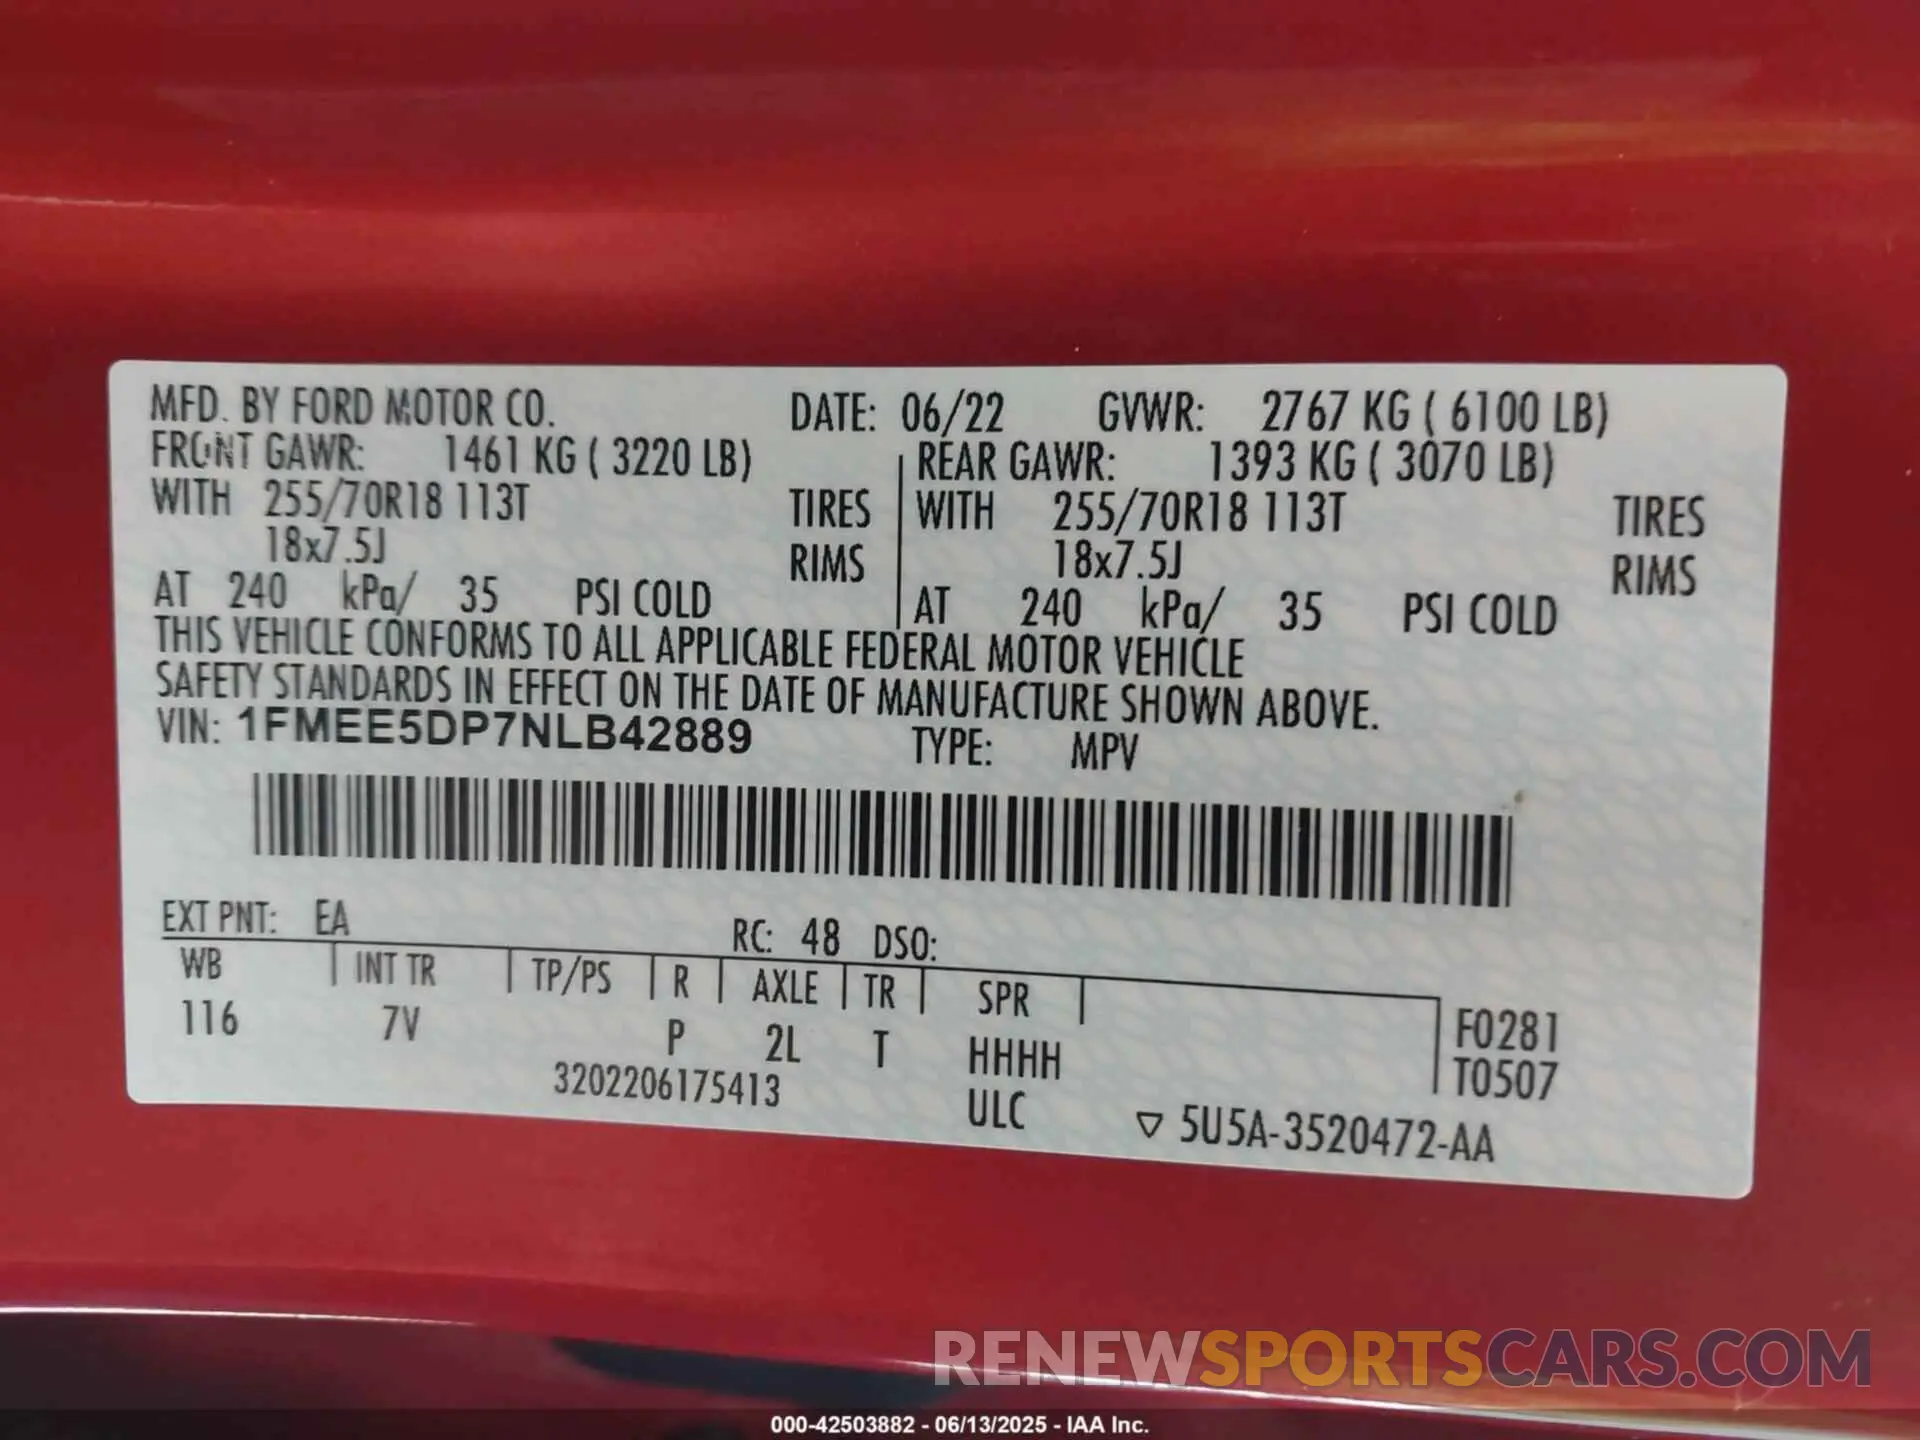 MFD. BY FORD MOTOR CO. DATE: 06/22 GVWR: 2767 KG ( 6100 LB)
FRONT GAWR: 1461 KG ( 3220 LB) REAR GAWR: 1393 KG ( 3070 LB)
WITH 255/70R18 113T TIRES WITH 255/70R18 113T TIRES
18x7.5J RIMS 18x7.5J RIMS
AT 240 kPa/ 35 PSI COLD AT 240 kPa/ 35 PSI COLD
THIS VEHICLE CONFORMS TO ALL APPLICABLE FEDERAL MOTOR VEHICLE
SAFETY STANDARDS IN EFFECT ON THE DATE OF MANUFACTURE SHOWN ABOVE.
VIN: 1FMEE5DP7NLB42889 TYPE: MPV
EXT PNT: EA RC: 48 DSO:
WB INT TR TP/PS R AXLE TR SPR
116 7V P 2L T HHHH F0281
T0507
3202206175413 ULC ▽ 5U5A-3520472-AA
RENEWSPORTSCARS.COM
000-42503882 - 06/13/2025 - IAA Inc.